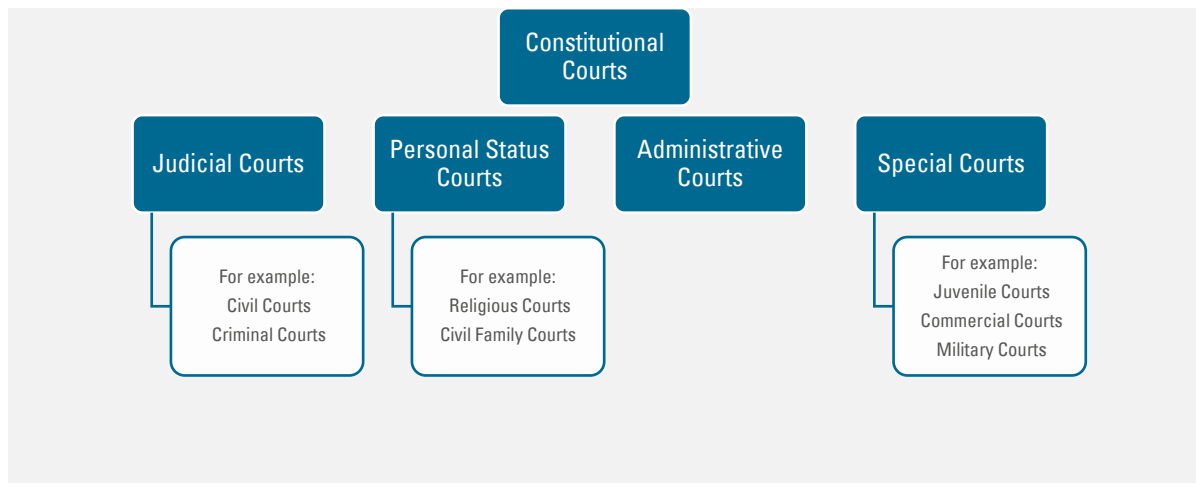 Constitutional
Courts
Judicial Courts
Personal Status
Courts
Administrative
Courts
Special Courts
For example:
Civil Courts
Criminal Courts
For example:
Religious Courts
Civil Family Courts
For example:
Juvenile Courts
Commercial Courts
Military Courts